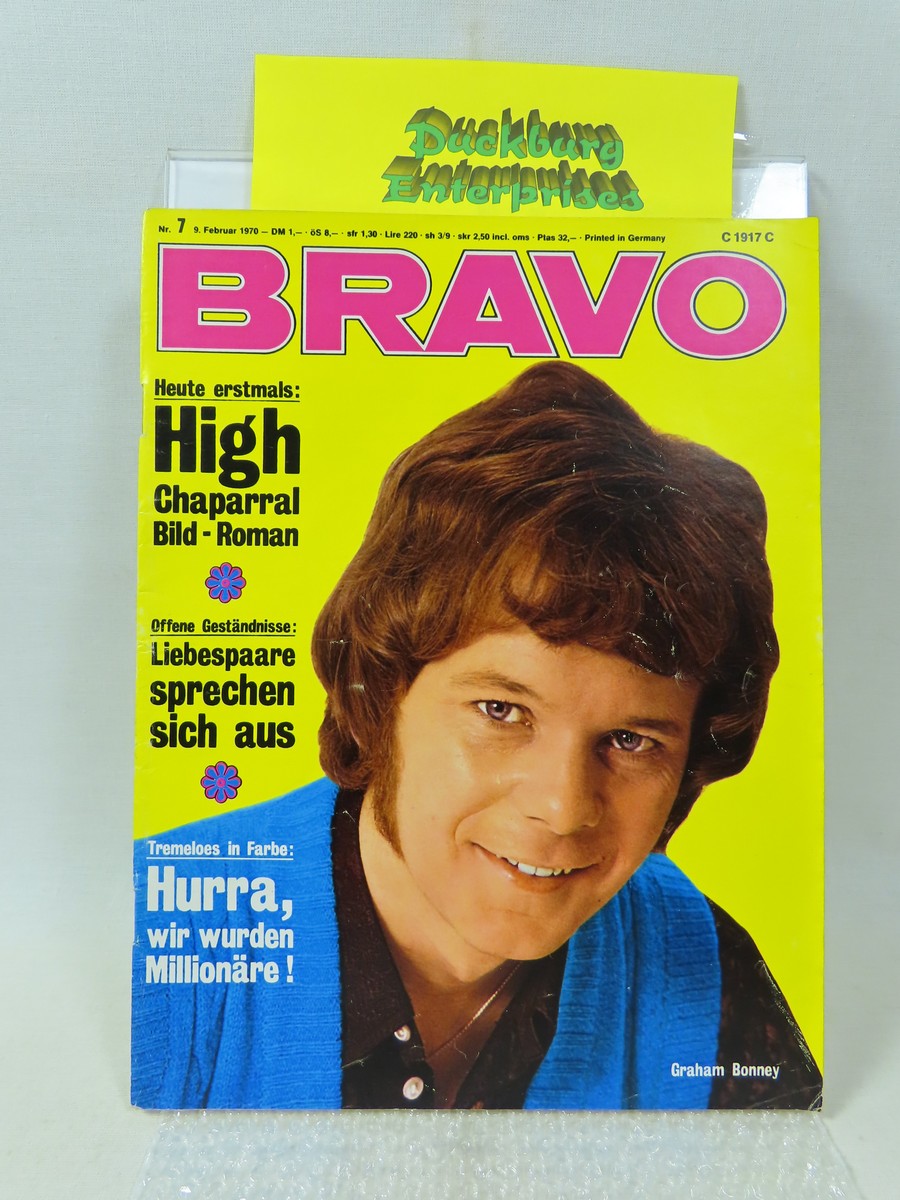 Duckburg
Enterprises
Nr. 7 9. Februar 1970 — DM 1,— · öS 8,— · sfr 1,30 · Lire 220 · sh 3/9 · skr 2,50 incl. oms · Ptas 32,— · Printed in Germany C 1917 C
BRAVO
Heute erstmals:
High
Chaparral
Bild - Roman
Offene Geständnisse:
Liebespaare
sprechen
sich aus
Tremeloes in Farbe:
Hurra,
wir wurden
Millionäre!
Graham Bonney